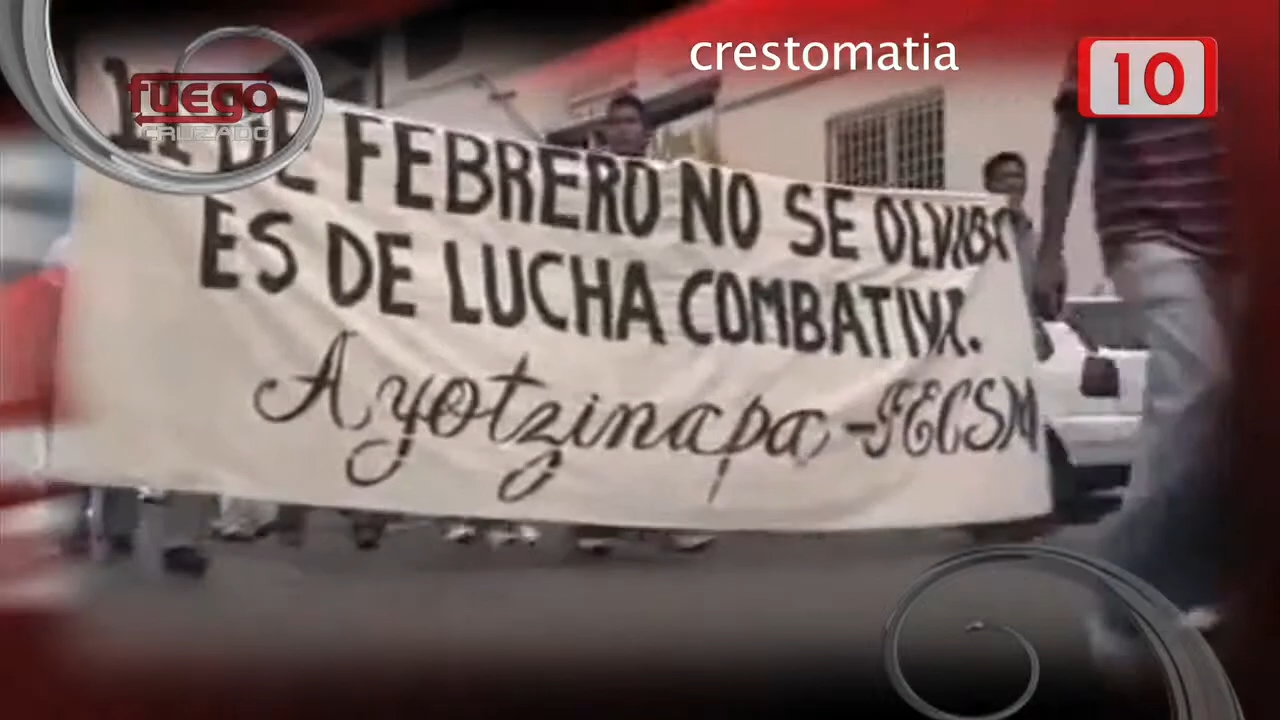 crestomatia
10
fuego
CRUZADO
DE FEBRERO NO SE OLVIDA
ES DE LUCHA COMBATIVA.
Ayotzinapa-FECSM